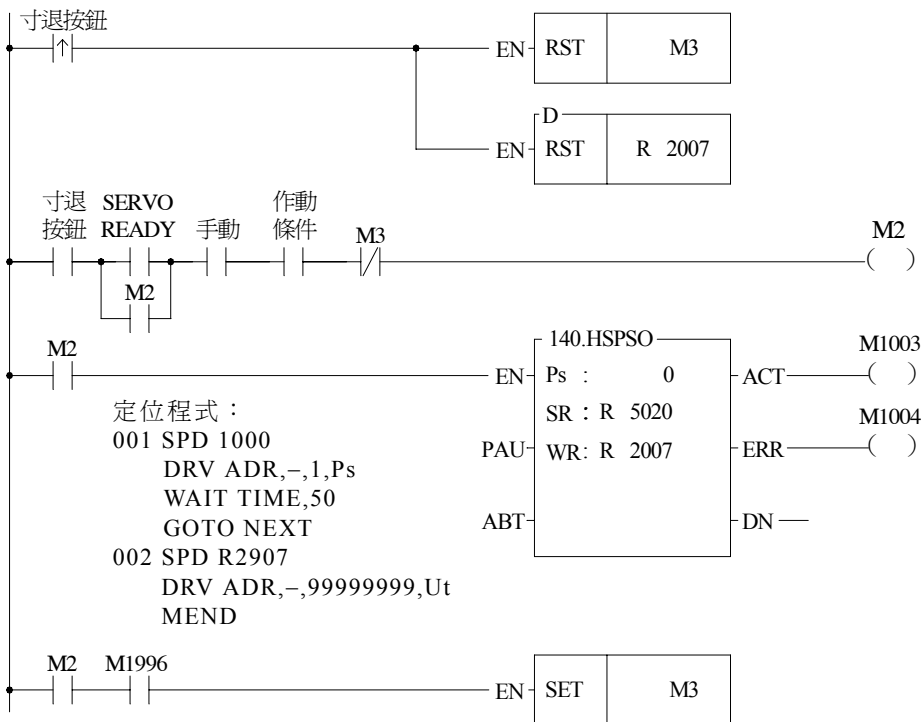 寸退按鈕
↑
EN RST M3
D
EN RST R 2007
寸退 SERVO 作動
按鈕 READY 手動 條件 M3 M2
M2
M2
140.HSPSO M1003
EN Ps : 0 ACT
SR : R 5020 M1004
PAU WR: R 2007 ERR
ABT DN
定位程式：
001 SPD 1000
DRV ADR,−,1,Ps
WAIT TIME,50
GOTO NEXT
002 SPD R2907
DRV ADR,−,99999999,Ut
MEND
M2 M1996
EN SET M3